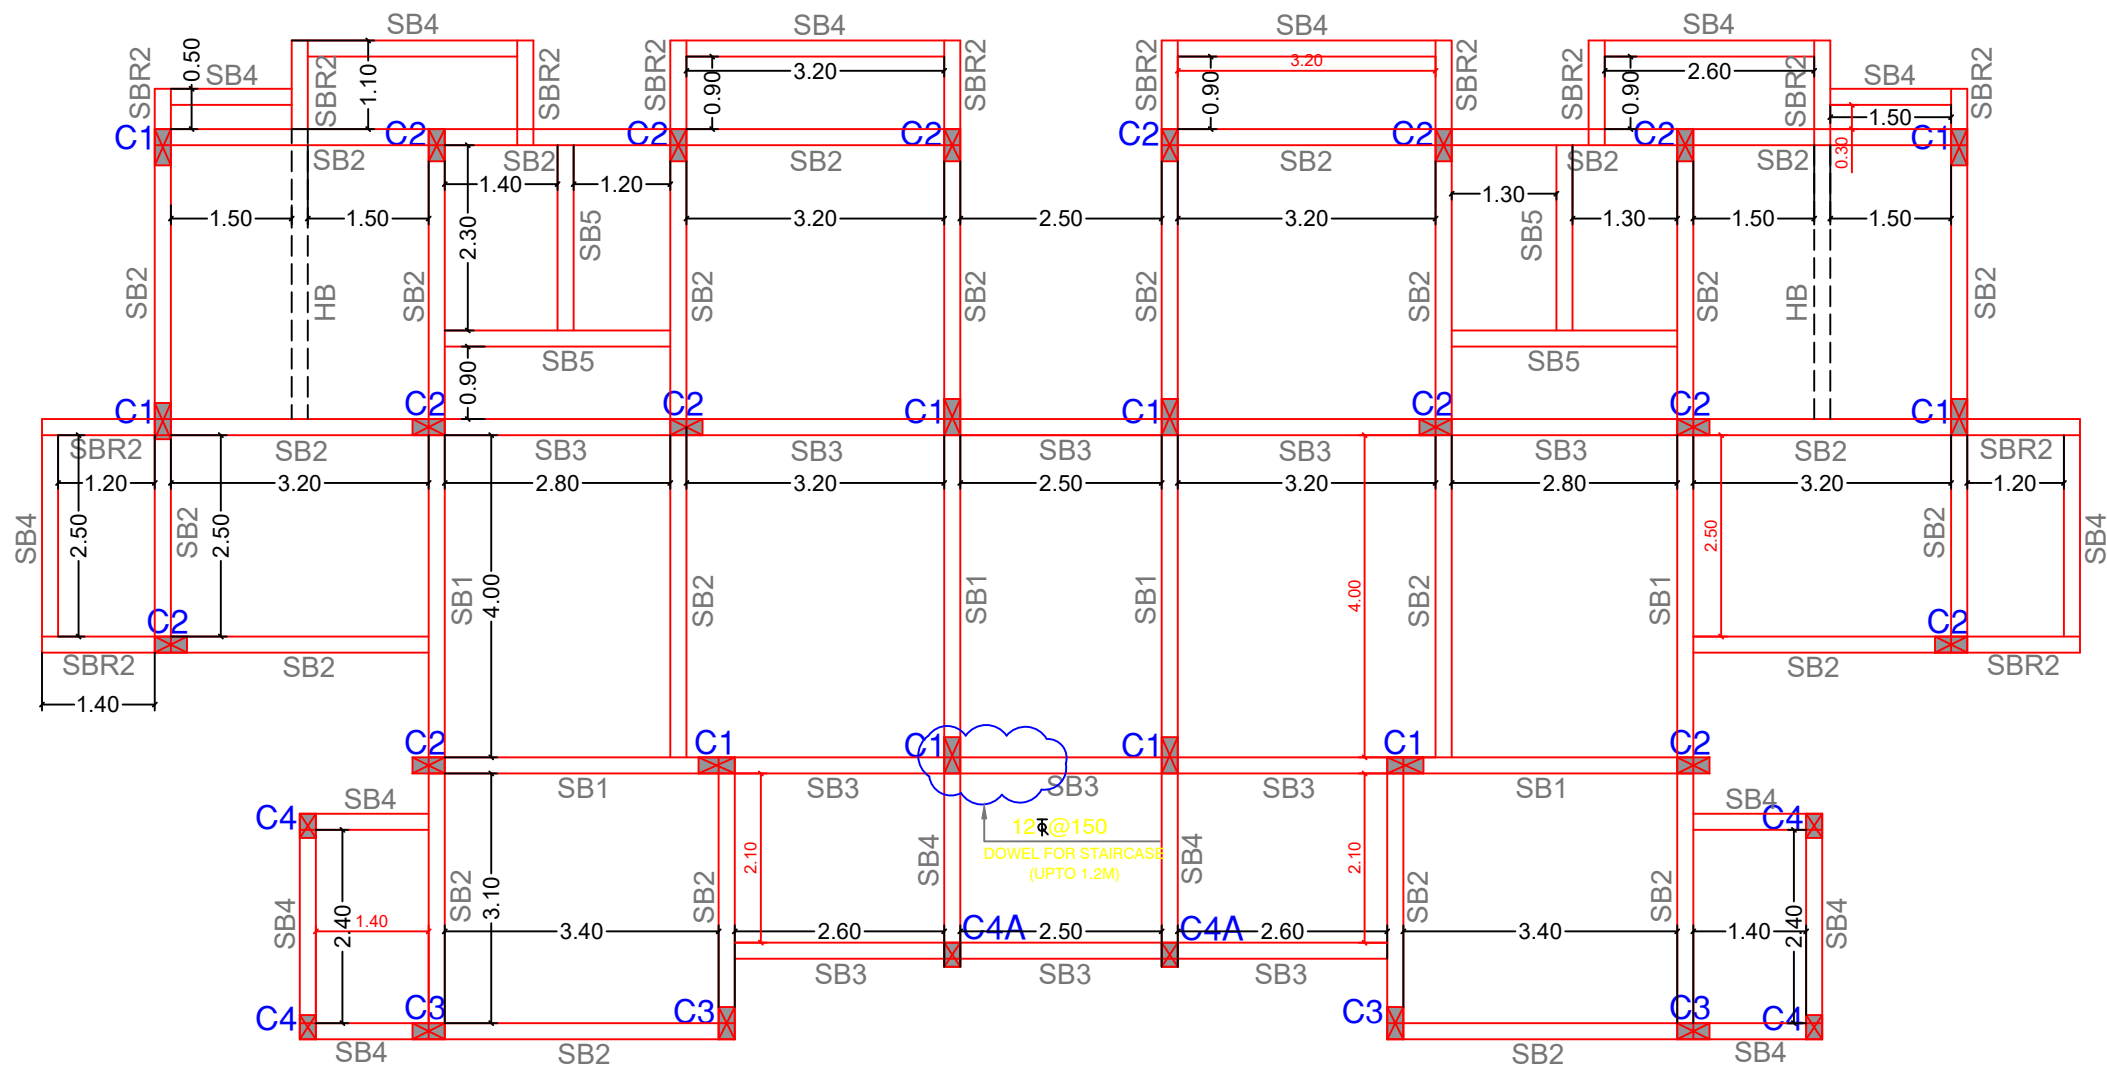 SB4 SB4 SB4 SB4
SBR2 0.50 SB4 SBR2 1.10 SBR2 SBR2 0.90 3.20 SBR2 SBR2 0.90 3.20 SBR2 SBR2 0.90 2.60 SBR2 SB4 SBR2
1.50
C1 C2 C2 C2 C2 C2 C2 C1
SB2 SB2 SB2 SB2 SB2 SB2 0.30
1.40 1.20 1.30
1.50 1.50 2.30 SB5 3.20 2.50 3.20 SB5 1.30 1.50 1.50
SB2 HB SB2 SB2 SB2 SB2 SB2 SB2 HB SB2
SB5 SB5
0.90
C1 C2 C2 C1 C1 C2 C2 C1
SBR2 SB2 SB3 SB3 SB3 SB3 SB3 SB2 SBR2
1.20 3.20 2.80 3.20 2.50 3.20 2.80 3.20 1.20
SB4 2.50 SB2 2.50 2.50 SB2 SB4
SB1 4.00 SB2 SB1 SB1 4.00 SB2 SB1
C2 C2
SBR2 SB2 SB2 SBR2
1.40
C2 C1 C1 C1 C1 C2
SB1 SB3 SB3 SB3 SB1
SB4 SB4
C4 C4
12 @150
DOWEL FOR STAIRCASE
(UPTO 1.2M)
2.10 SB4 SB4 2.10
SB4 2.40 1.40 SB2 3.10 3.40 SB2 2.60 C4A 2.50 C4A 2.60 SB2 3.40 SB2 1.40 2.40 SB4
SB3 SB3 SB3
C4 C3 C3 C3 C3 C4
SB4 SB2 SB2 SB4